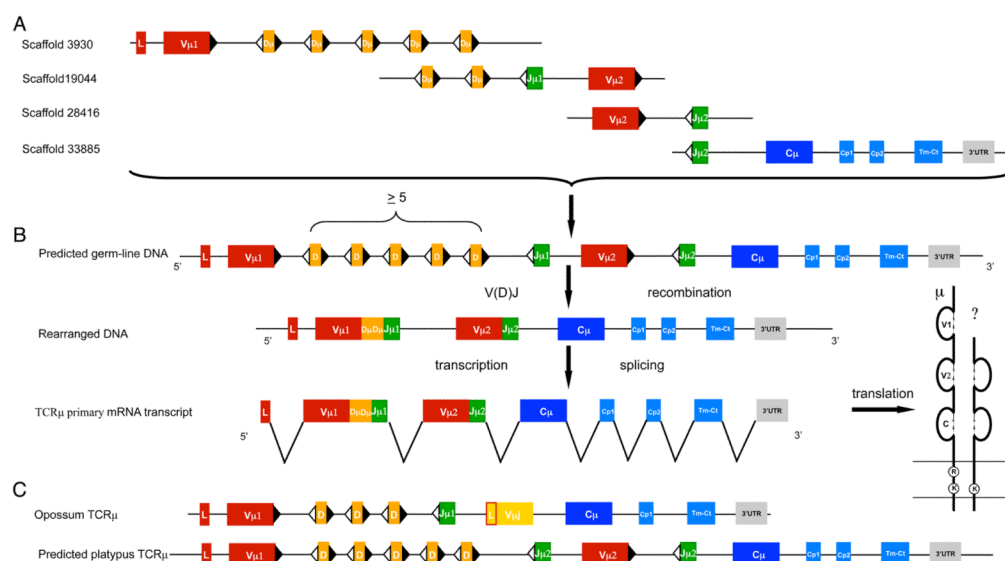 A
Scaffold 3930 L Vμ1 Dμ Dμ Dμ Dμ Dμ
Scaffold19044 Dμ Dμ Jμ1 Vμ2
Scaffold 28416 Vμ2 Jμ2
Scaffold 33885 Jμ2 Cμ Cp1 Cp2 Tm-Ct 3'UTR
≥ 5
B
Predicted germ-line DNA 5' L Vμ1 D D D D D Jμ1 Vμ2 Jμ2 Cμ Cp1 Cp2 Tm-Ct 3'UTR 3'
V(D)J recombination
Rearranged DNA L Vμ1 DμDμ Jμ1 Vμ2 Jμ2 Cμ Cp1 Cp2 Tm-Ct 3'UTR
transcription splicing
TCRμ primary mRNA transcript 5' L Vμ1 DμDμ Jμ1 Vμ2 Jμ2 Cμ Cp1 Cp2 Tm-Ct 3'UTR 3'
translation
μ
?
V1
V2
C
R
K K
C
Opossum TCRμ L Vμ1 D D D Jμ1 L Vμj Cμ Cp1 Tm-Ct 3'UTR
Predicted platypus TCRμ L Vμ1 D D D D D Jμ2 Vμ2 Jμ2 Cμ Cp1 Cp2 Tm-Ct 3'UTR